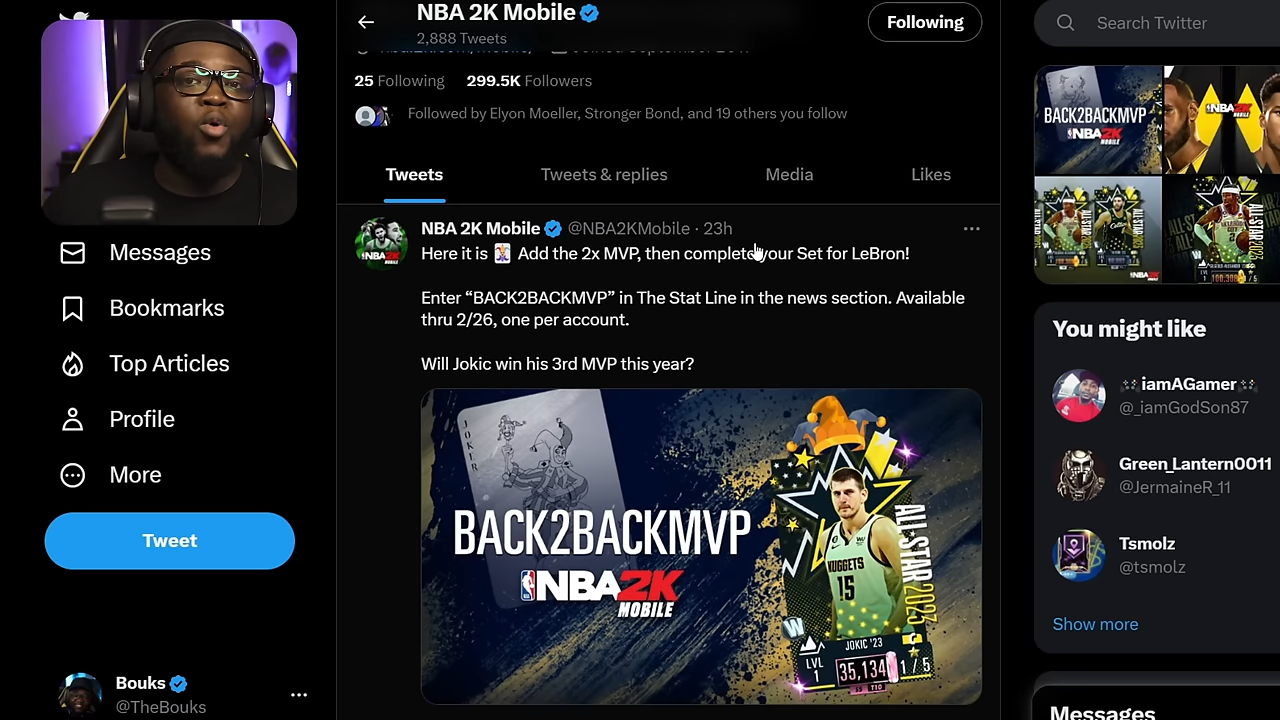 NBA 2K Mobile
2,888 Tweets
Following
Search Twitter
25 Following 299.5K Followers
Followed by Elyon Moeller, Stronger Bond, and 19 others you follow
Tweets Tweets & replies Media Likes
NBA 2K Mobile @NBA2KMobile · 23h
Here it is 🃏 Add the 2x MVP, then complete your Set for LeBron!
Enter “BACK2BACKMVP” in The Stat Line in the news section. Available
thru 2/26, one per account.
Will Jokic win his 3rd MVP this year?
JOKER
BACK2BACKMVP
NBA2K
MOBILE
ALL★STAR 2023
NUGGETS
15
JOKIC '23
LVL
1
35,134
1/5
Messages
Bookmarks
Top Articles
Profile
More
Tweet
Bouks
@TheBouks
BACK2BACKMVP
NBA2K
MOBILE
NBA2K
MOBILE
You might like
iamAGamer
@_iamGodSon87
Green_Lantern0011
@JermaineR_11
Tsmolz
@tsmolz
Show more
Messages